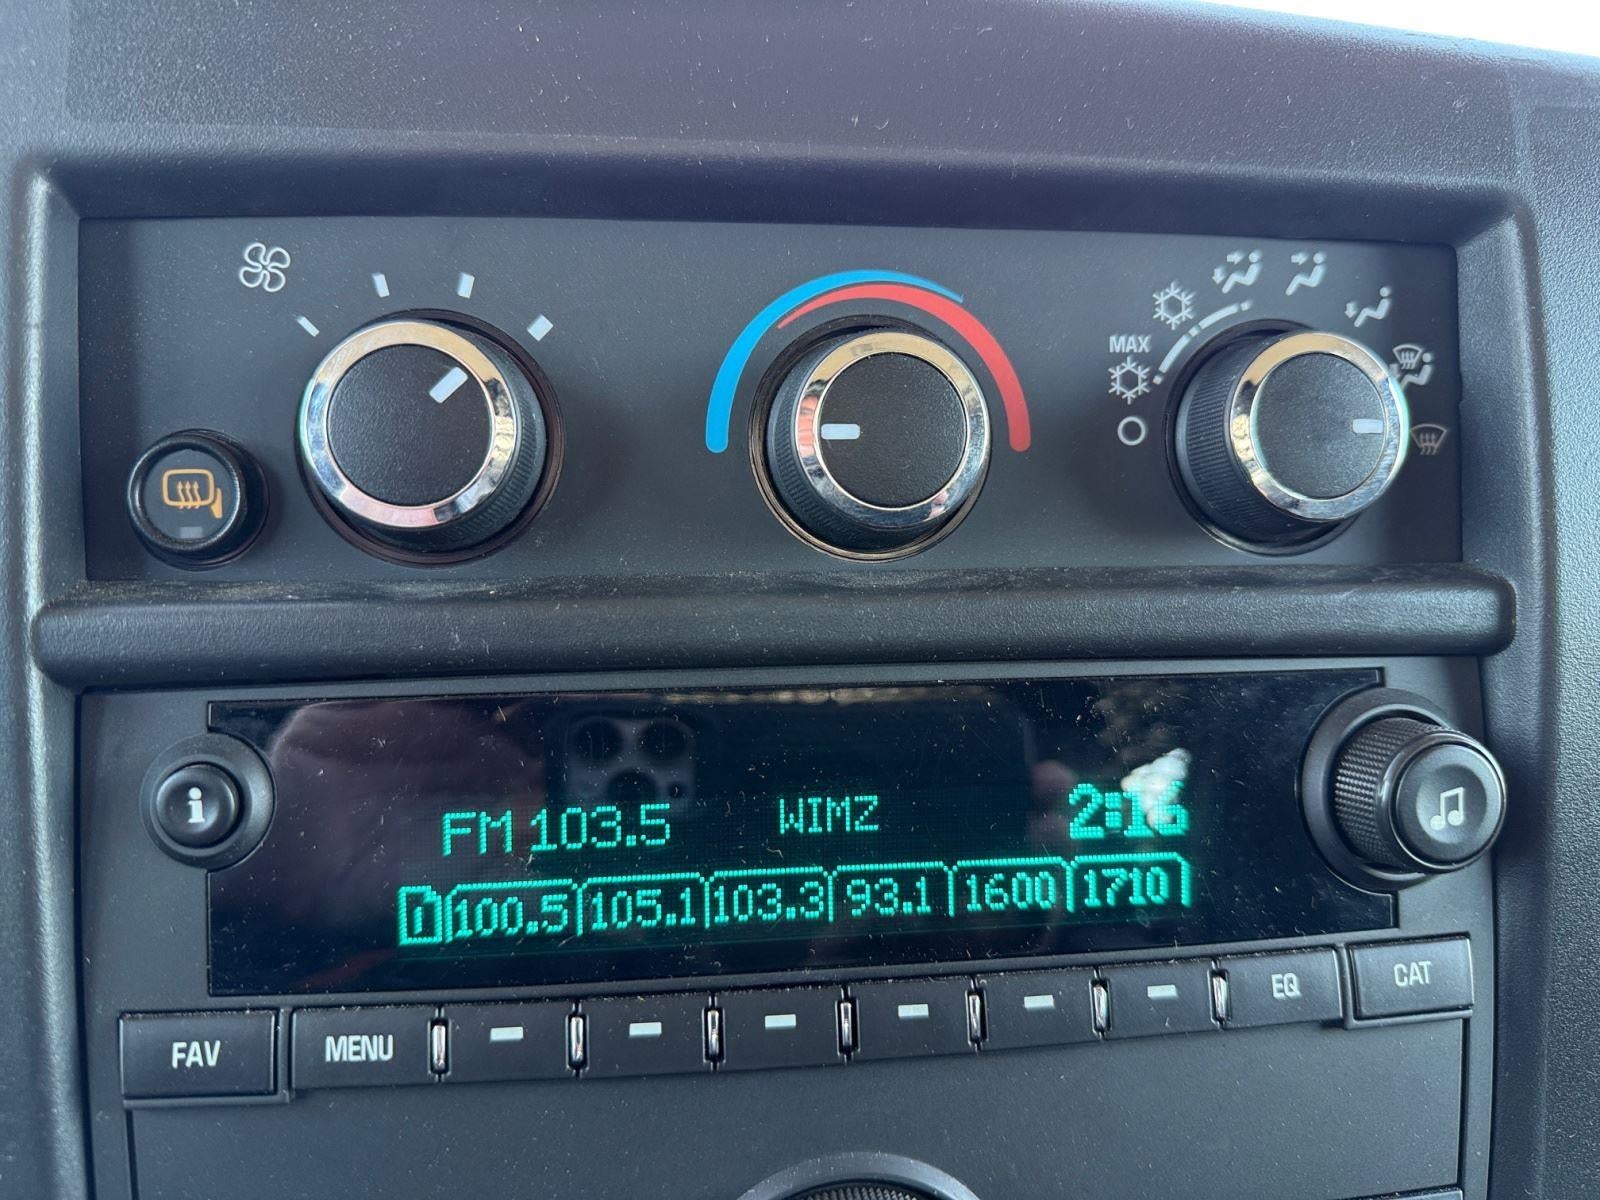 MAX
FM 103.5 WIMZ
1 100.5 105.1 103.3 93.1 1600 1710
i
FAV MENU EQ CAT